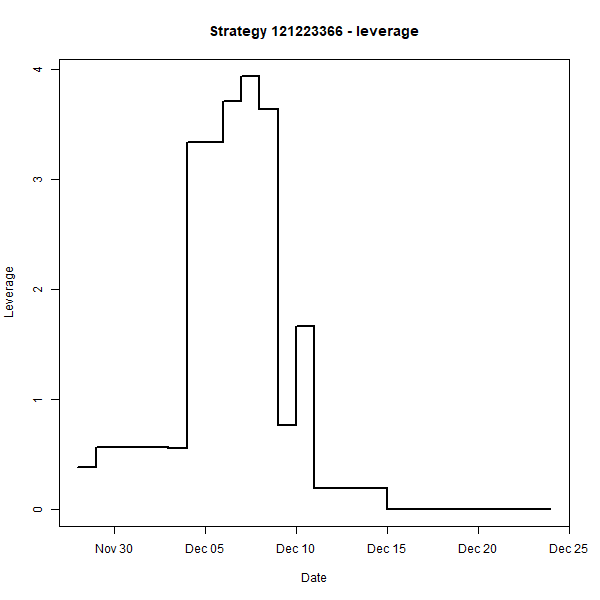 Strategy 121223366 - leverage
4
3
2
1
0
Leverage
Nov 30
Dec 05
Dec 10
Dec 15
Dec 20
Dec 25
Date